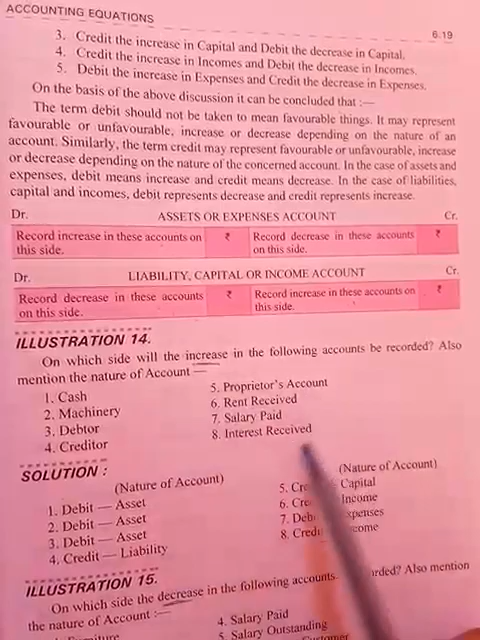 ACCOUNTING EQUATIONS 6.19
3. Credit the increase in Capital and Debit the decrease in Capital.
4. Credit the increase in Incomes and Debit the decrease in Incomes.
5. Debit the increase in Expenses and Credit the decrease in Expenses.
On the basis of the above discussion it can be concluded that :—
The term debit should not be taken to mean favourable things. It may represent
favourable or unfavourable, increase or decrease depending on the nature of an
account. Similarly, the term credit may represent favourable or unfavourable, increase
or decrease depending on the nature of the concerned account. In the case of assets and
expenses, debit means increase and credit means decrease. In the case of liabilities,
capital and incomes, debit represents decrease and credit represents increase.
Dr. ASSETS OR EXPENSES ACCOUNT Cr.
Record increase in these accounts on ₹ Record decrease in these accounts ₹
this side. on this side.
Dr. LIABILITY, CAPITAL OR INCOME ACCOUNT Cr.
Record decrease in these accounts ₹ Record increase in these accounts on ₹
on this side. this side.
ILLUSTRATION 14.
On which side will the increase in the following accounts be recorded? Also
mention the nature of Account —
1. Cash
2. Machinery
3. Debtor
4. Creditor
5. Proprietor's Account
6. Rent Received
7. Salary Paid
8. Interest Received
SOLUTION :
(Nature of Account)
1. Debit — Asset
2. Debit — Asset
3. Debit — Asset
4. Credit — Liability
(Nature of Account)
5. Capital
6. Income
7.
8.
ILLUSTRATION 15.
On which side the decrease in the following accounts Also mention
the nature of Account :—
4. Salary Paid
5. Salary Outstanding